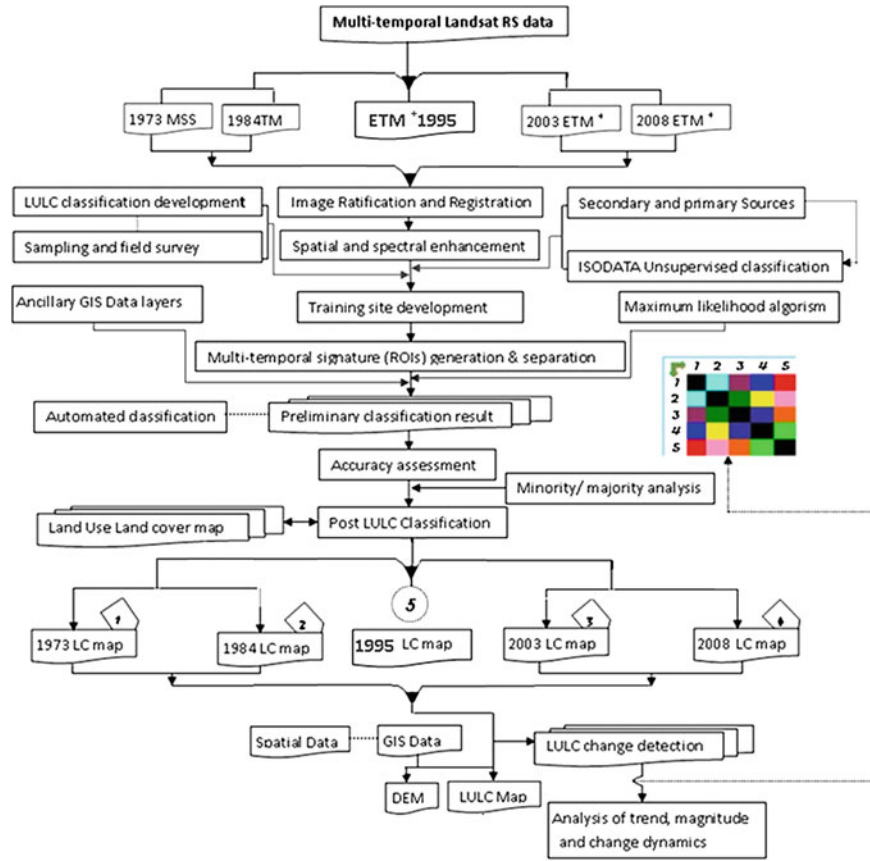 Multi-temporal Landsat RS data
1973 MSS
1984TM
ETM +1995
2003 ETM +
2008 ETM +
LULC classification development
Image Ratification and Registration
Secondary and primary Sources
Sampling and field survey
Spatial and spectral enhancement
ISODATA Unsupervised classification
Ancillary GIS Data layers
Training site development
Maximum likelihood algorism
Multi-temporal signature (ROIs) generation & separation
1 2 3 4 5
1
2
3
4
5
Automated classification
Preliminary classification result
Accuracy assessment
Minority/ majority analysis
Land Use Land cover map
Post LULC Classification
1
2
5
3
4
1973 LC map
1984 LC map
1995 LC map
2003 LC map
2008 LC map
Spatial Data
GIS Data
LULC change detection
DEM
LULC Map
Analysis of trend, magnitude
and change dynamics